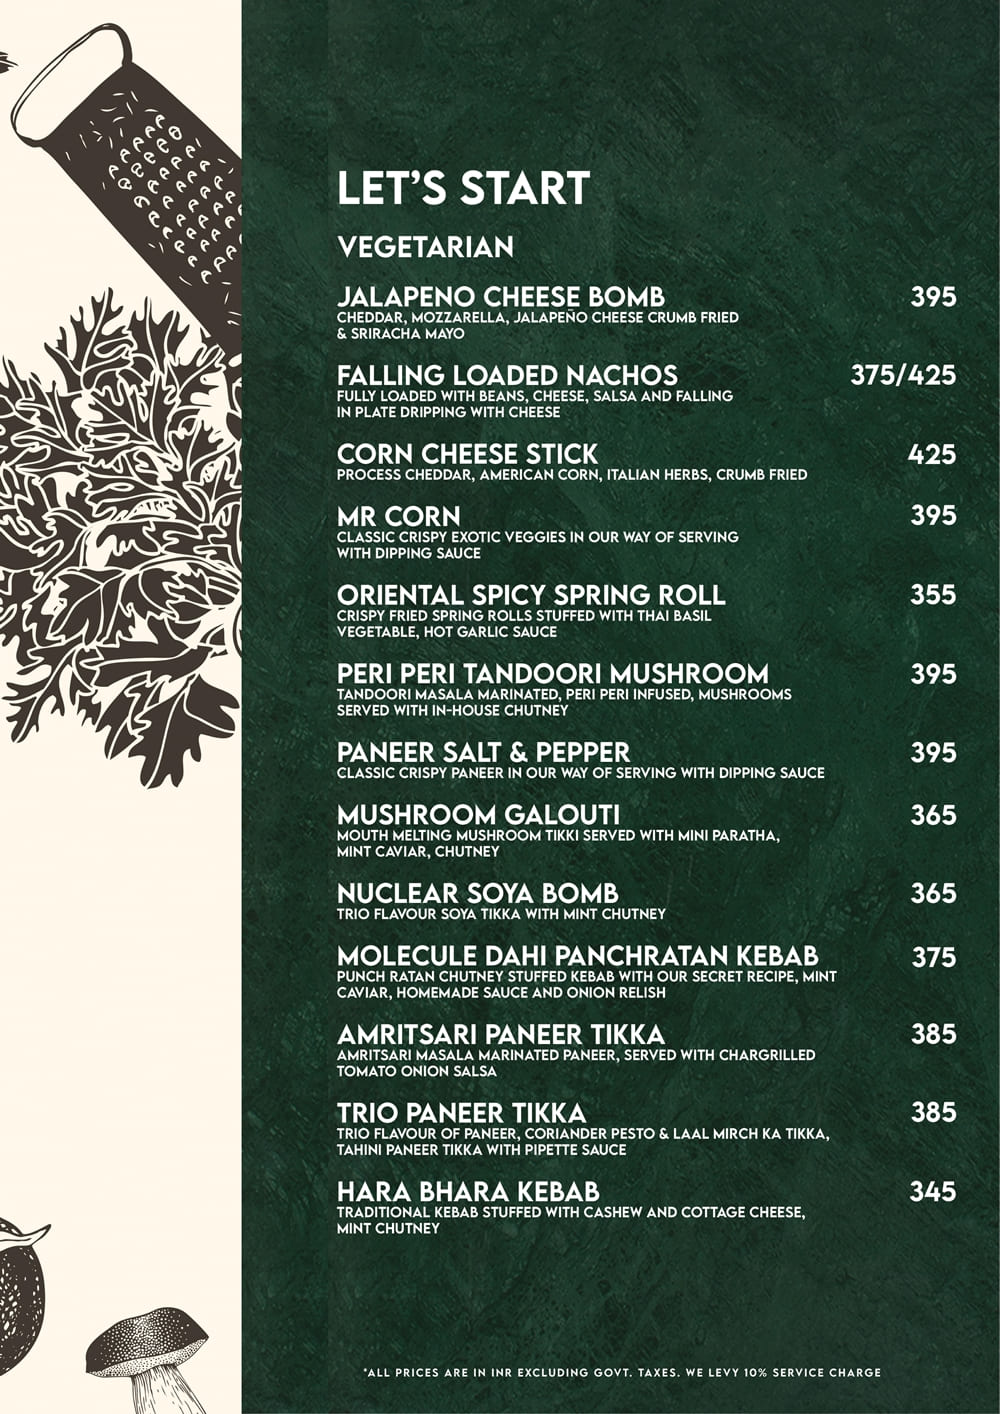 LET'S START
VEGETARIAN
JALAPENO CHEESE BOMB 395
CHEDDAR, MOZZARELLA, JALAPEÑO CHEESE CRUMB FRIED
& SRIRACHA MAYO
FALLING LOADED NACHOS 375/425
FULLY LOADED WITH BEANS, CHEESE, SALSA AND FALLING
IN PLATE DRIPPING WITH CHEESE
CORN CHEESE STICK 425
PROCESS CHEDDAR, AMERICAN CORN, ITALIAN HERBS, CRUMB FRIED
MR CORN 395
CLASSIC CRISPY EXOTIC VEGGIES IN OUR WAY OF SERVING
WITH DIPPING SAUCE
ORIENTAL SPICY SPRING ROLL 355
CRISPY FRIED SPRING ROLLS STUFFED WITH THAI BASIL
VEGETABLE, HOT GARLIC SAUCE
PERI PERI TANDOORI MUSHROOM 395
TANDOORI MASALA MARINATED, PERI PERI INFUSED, MUSHROOMS
SERVED WITH IN-HOUSE CHUTNEY
PANEER SALT & PEPPER 395
CLASSIC CRISPY PANEER IN OUR WAY OF SERVING WITH DIPPING SAUCE
MUSHROOM GALOUTI 365
MOUTH MELTING MUSHROOM TIKKI SERVED WITH MINI PARATHA,
MINT CAVIAR, CHUTNEY
NUCLEAR SOYA BOMB 365
TRIO FLAVOUR SOYA TIKKA WITH MINT CHUTNEY
MOLECULE DAHI PANCHRATAN KEBAB 375
PUNCH RATAN CHUTNEY STUFFED KEBAB WITH OUR SECRET RECIPE, MINT
CAVIAR, HOMEMADE SAUCE AND ONION RELISH
AMRITSARI PANEER TIKKA 385
AMRITSARI MASALA MARINATED PANEER, SERVED WITH CHARGRILLED
TOMATO ONION SALSA
TRIO PANEER TIKKA 385
TRIO FLAVOUR OF PANEER, CORIANDER PESTO & LAAL MIRCH KA TIKKA,
TAHINI PANEER TIKKA WITH PIPETTE SAUCE
HARA BHARA KEBAB 345
TRADITIONAL KEBAB STUFFED WITH CASHEW AND COTTAGE CHEESE,
MINT CHUTNEY
*ALL PRICES ARE IN INR EXCLUDING GOVT. TAXES. WE LEVY 10% SERVICE CHARGE